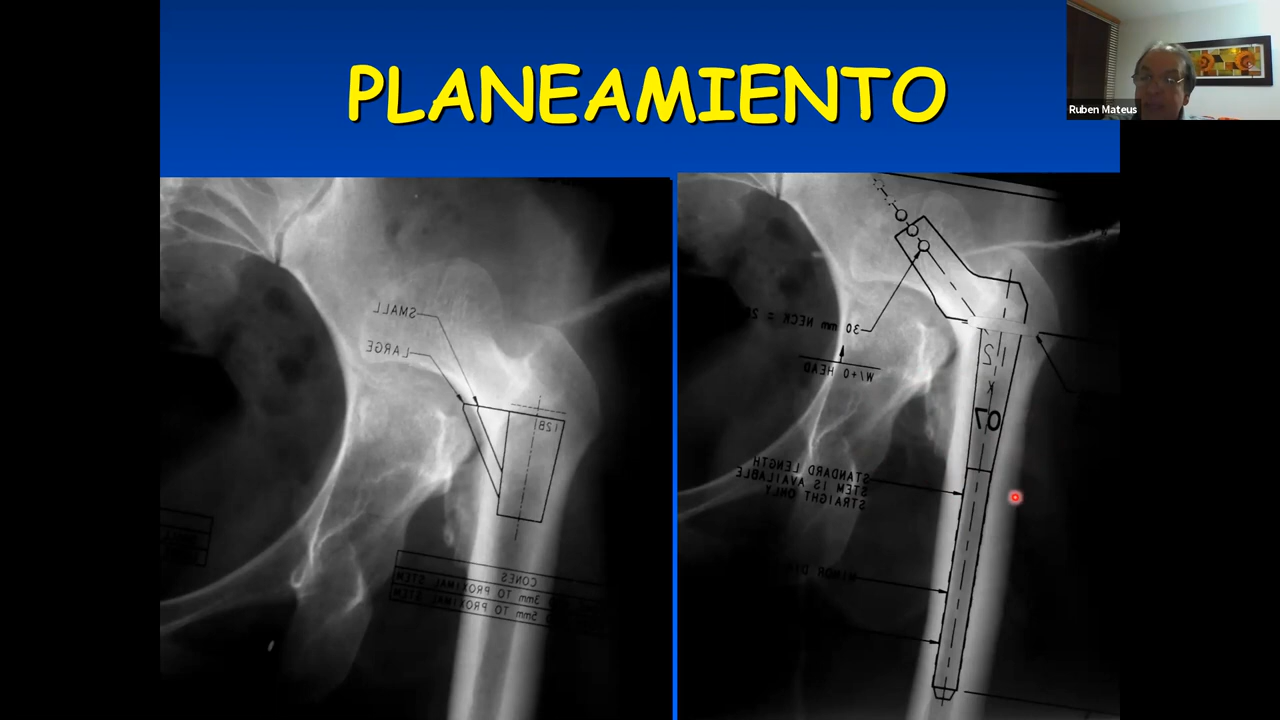 PLANEAMIENTO
Ruben Mateus
SMALL
LARGE
128
CONES
3mm TO PROXIMAL STEM
5mm TO PROXIMAL STEM
30 mm NECK =
W/+0 HEAD
12
07
STANDARD LENGTH
STEM IS AVAILABLE
STRAIGHT ONLY
MINOR